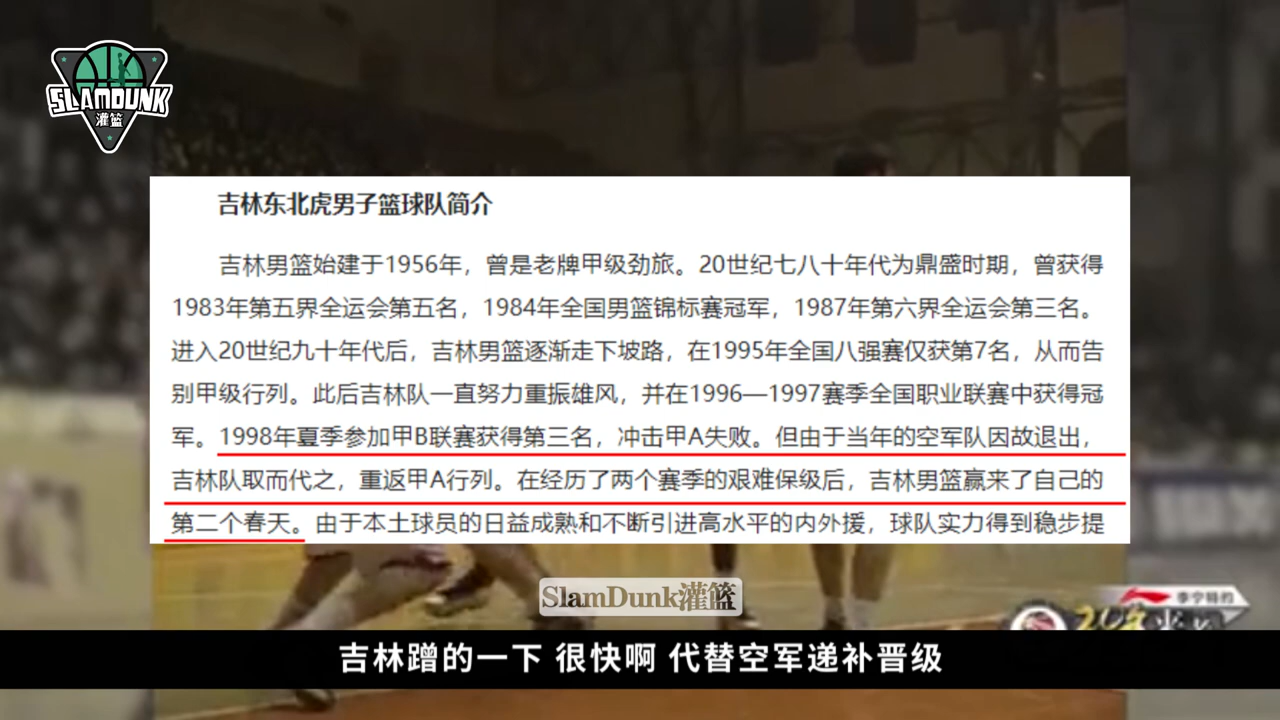 SLAMDUNK
灌篮
吉林东北虎男子篮球队简介
吉林男篮始建于1956年，曾是老牌甲级劲旅。20世纪七八十年代为鼎盛时期，曾获得
1983年第五界全运会第五名，1984年全国男篮锦标赛冠军，1987年第六界全运会第三名。
进入20世纪九十年代后，吉林男篮逐渐走下坡路，在1995年全国八强赛仅获第7名，从而告
别甲级行列。此后吉林队一直努力重振雄风，并在1996—1997赛季全国职业联赛中获得冠
军。1998年夏季参加甲B联赛获得第三名，冲击甲A失败。但由于当年的空军队因故退出，
吉林队取而代之，重返甲A行列。在经历了两个赛季的艰难保级后，吉林男篮赢来了自己的
第二个春天。由于本土球员的日益成熟和不断引进高水平的内外援，球队实力得到稳步提
SlamDunk灌篮
李宁特约
吉林蹭的一下 很快啊 代替空军递补晋级